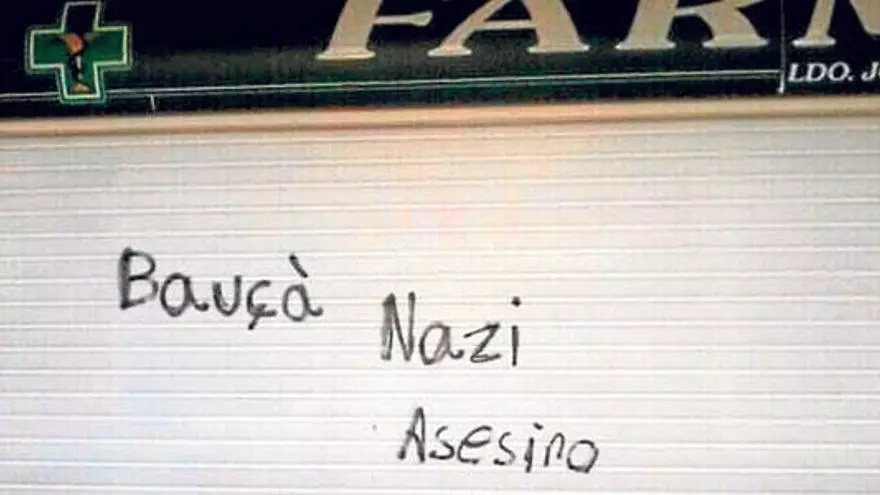 FARM
LDO. J
Bauçà
Nazi
Asesino